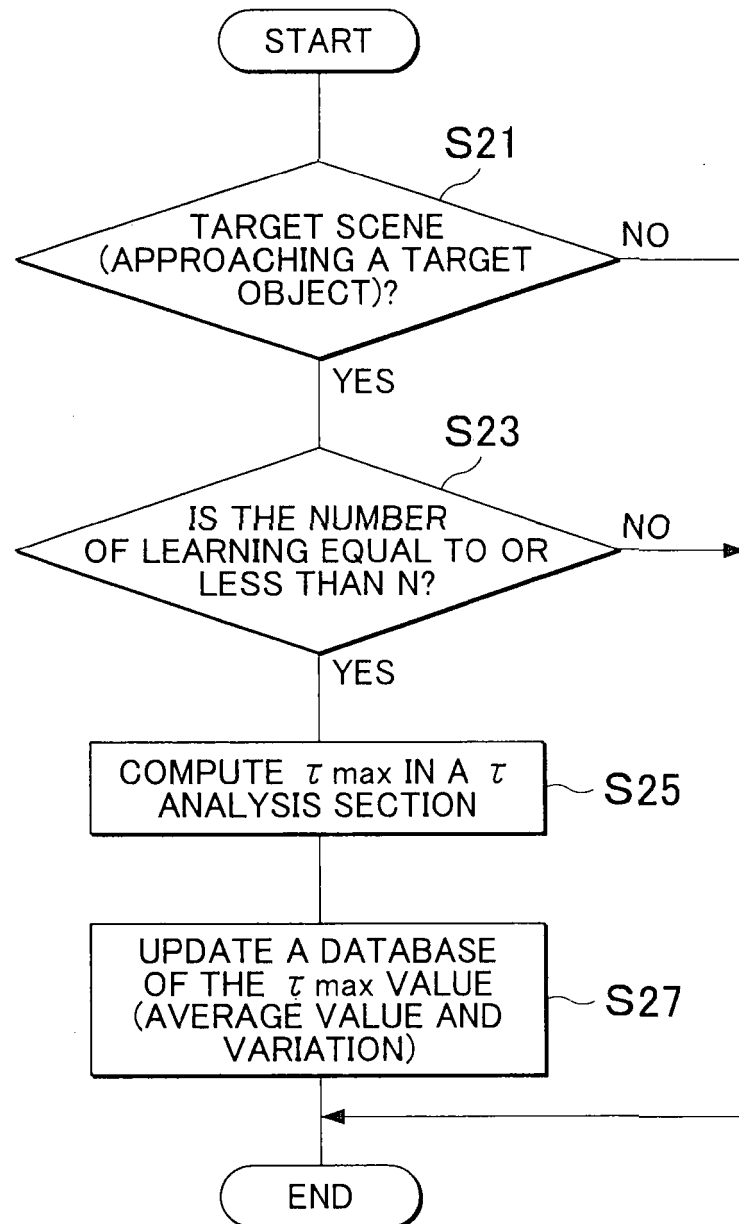 START
S21
TARGET SCENE
(APPROACHING A TARGET
OBJECT)?
NO
YES
S23
IS THE NUMBER
OF LEARNING EQUAL TO OR
LESS THAN N?
NO
YES
COMPUTE τ max IN A τ
ANALYSIS SECTION
S25
UPDATE A DATABASE
OF THE τ max VALUE
(AVERAGE VALUE AND
VARIATION)
S27
END